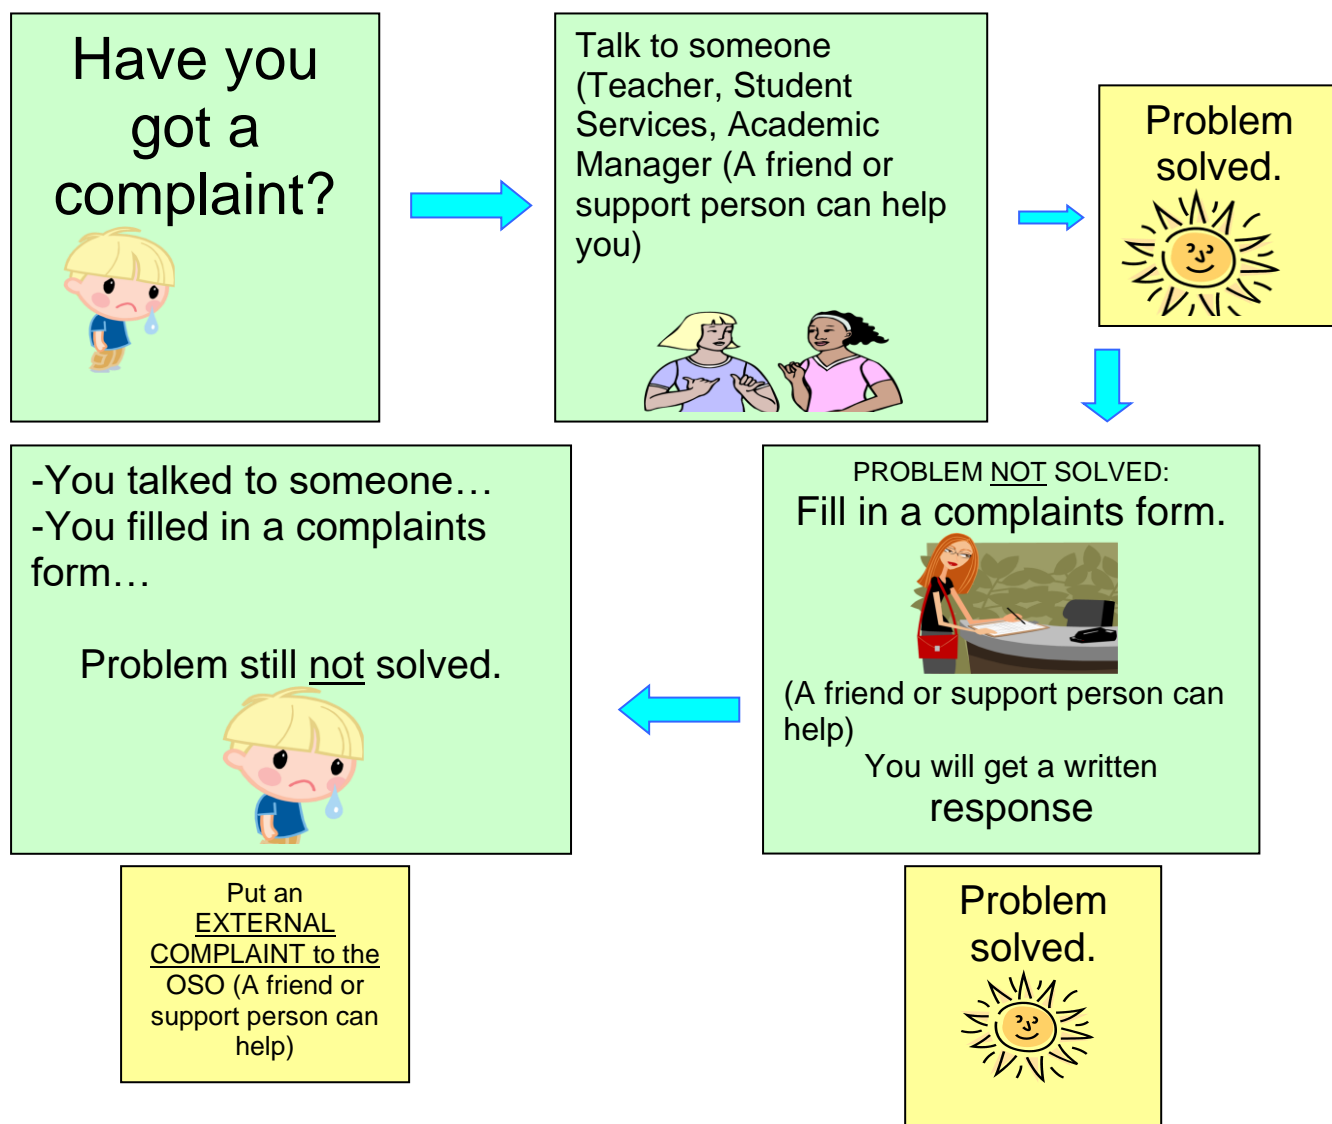 Have you
got a
complaint?
Talk to someone
(Teacher, Student
Services, Academic
Manager (A friend or
support person can help
you)
Problem
solved.
PROBLEM NOT SOLVED:
Fill in a complaints form.
(A friend or support person can
help)
You will get a written
response
-You talked to someone…
-You filled in a complaints
form…
Problem still not solved.
Put an
EXTERNAL
COMPLAINT to the
OSO (A friend or
support person can
help)
Problem
solved.